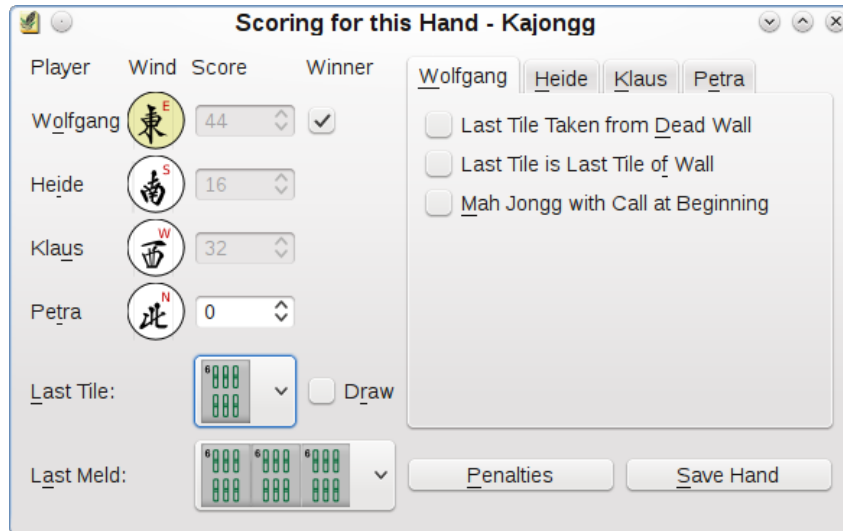 Scoring for this Hand - Kajongg
Player Wind Score Winner
Wolfgang 東 E 44
Heide 南 S 16
Klaus 西 W 32
Petra 北 N 0
Last Tile: 6 Draw
Last Meld: 6 6 6
Wolfgang Heide Klaus Petra
Last Tile Taken from Dead Wall
Last Tile is Last Tile of Wall
Mah Jongg with Call at Beginning
Penalties Save Hand